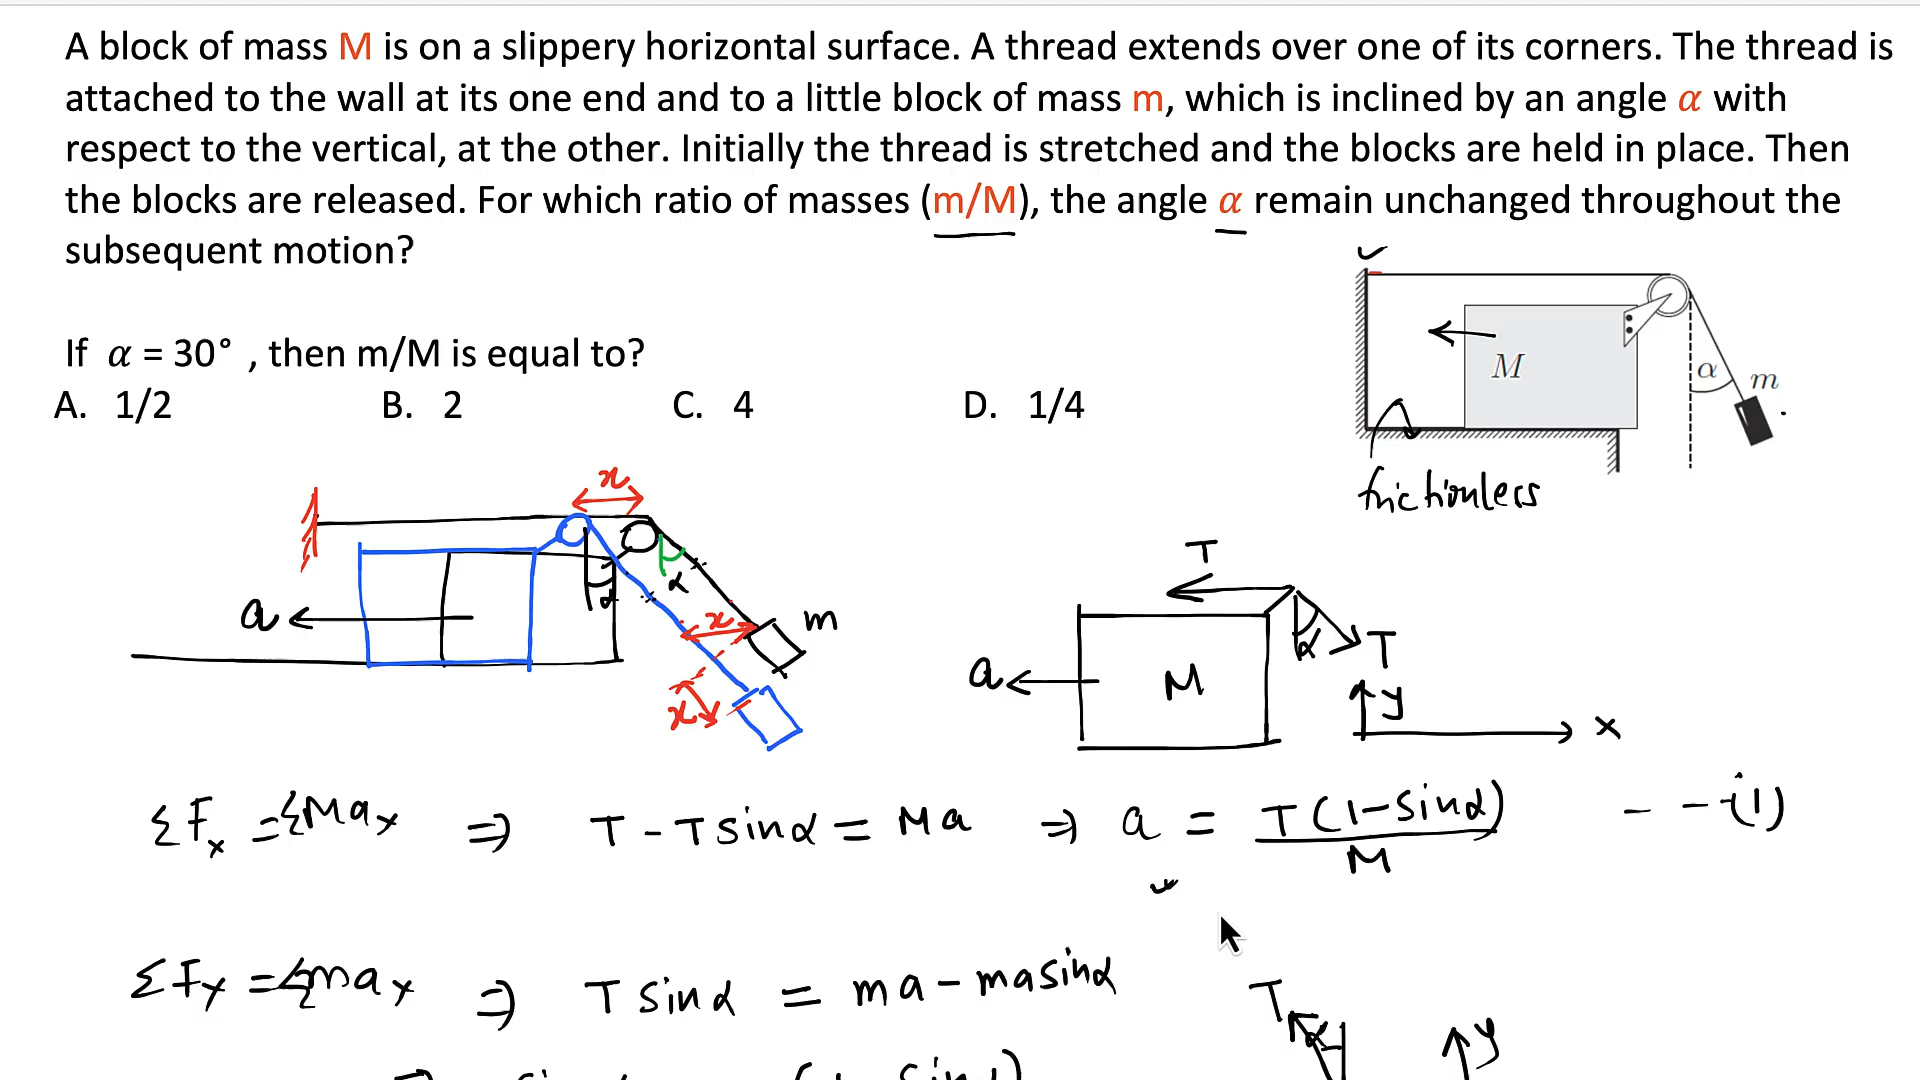 A block of mass M is on a slippery horizontal surface. A thread extends over one of its corners. The thread is
attached to the wall at its one end and to a little block of mass m, which is inclined by an angle α with
respect to the vertical, at the other. Initially the thread is stretched and the blocks are held in place. Then
the blocks are released. For which ratio of masses (m/M), the angle α remain unchanged throughout the
subsequent motion?
If α = 30° , then m/M is equal to?
A. 1/2 B. 2 C. 4 D. 1/4
M α m
frictionless
x
a α α x m
x
T
a M α T
y
x
ΣFx = ΣMax ⇒ T - T sinα = Ma ⇒ a = T(1-sinα)/M - - (1)
ΣFx = Σmax ⇒ T sinα = ma - masinα
T α y